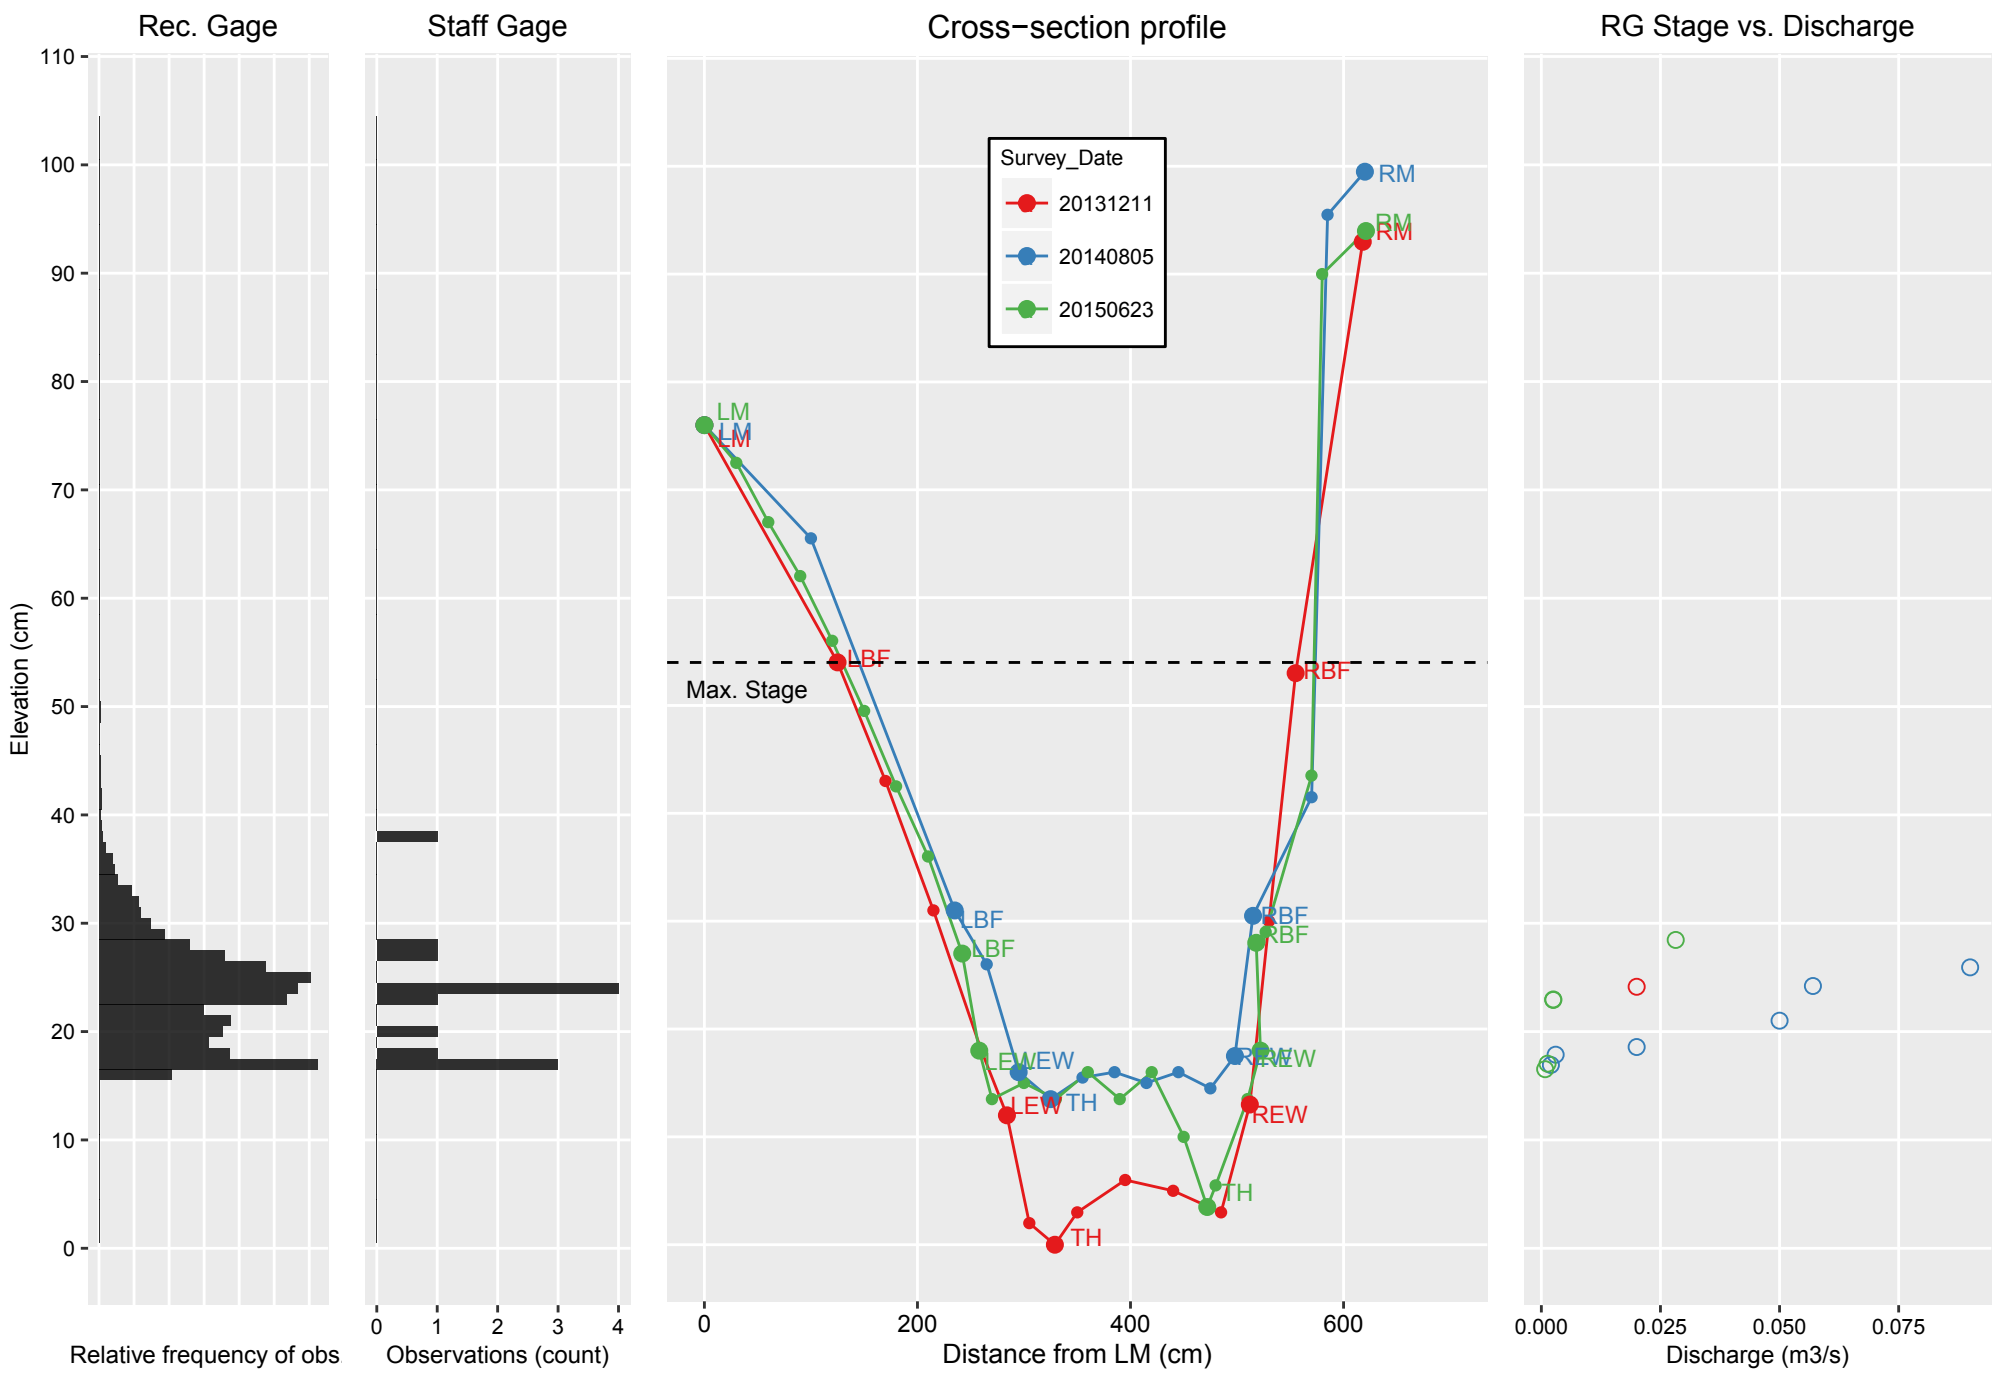 Rec. Gage
Staff Gage
Cross−section profile
RG Stage vs. Discharge
Elevation (cm)
110
100
90
80
70
60
50
40
30
20
10
0
Relative frequency of obs.
0 1 2 3 4
Observations (count)
Survey_Date
20131211
20140805
20150623
RM
RM
RM
LM
LM
LM
LBF
RBF
Max. Stage
LBF
RBF
LBF
RBF
LEW
LEW
REW
REW
LEW
TH
REW
TH
TH
0 200 400 600
Distance from LM (cm)
0.000 0.025 0.050 0.075
Discharge (m3/s)